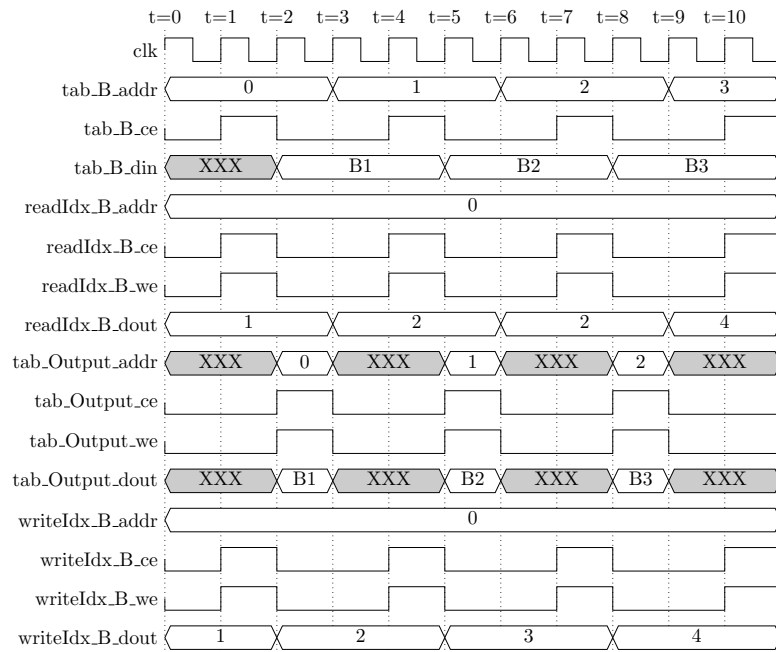 t=0 t=1 t=2 t=3 t=4 t=5 t=6 t=7 t=8 t=9 t=10
clk
tab_B_addr 0 1 2 3
tab_B_ce
tab_B_din XXX B1 B2 B3
readIdx_B_addr 0
readIdx_B_ce
readIdx_B_we
readIdx_B_dout 1 2 2 4
tab_Output_addr XXX 0 XXX 1 XXX 2 XXX
tab_Output_ce
tab_Output_we
tab_Output_dout XXX B1 XXX B2 XXX B3 XXX
writeIdx_B_addr 0
writeIdx_B_ce
writeIdx_B_we
writeIdx_B_dout 1 2 3 4